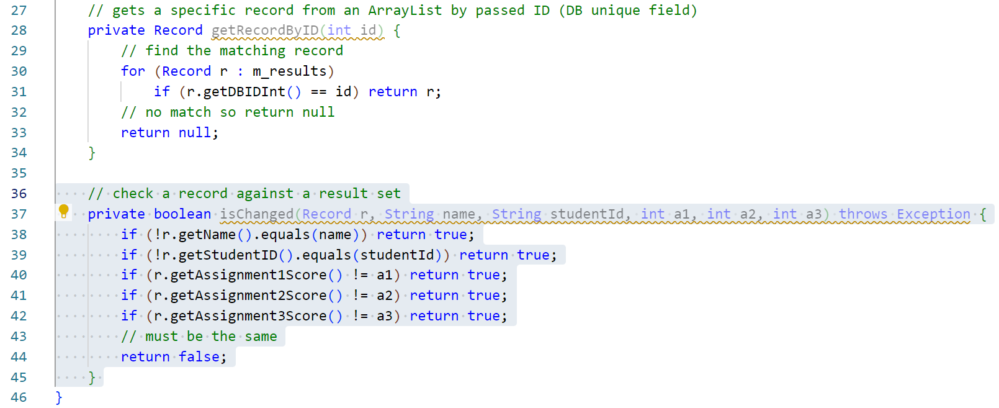 27 // gets a specific record from an ArrayList by passed ID (DB unique field)
28 private Record getRecordByID(int id) {
29 // find the matching record
30 for (Record r : m_results)
31 if (r.getDBIDInt() == id) return r;
32 // no match so return null
33 return null;
34 }
35
36 // check a record against a result set
37 private boolean isChanged(Record r, String name, String studentId, int a1, int a2, int a3) throws Exception {
38 if (!r.getName().equals(name)) return true;
39 if (!r.getStudentID().equals(studentId)) return true;
40 if (r.getAssignment1Score() != a1) return true;
41 if (r.getAssignment2Score() != a2) return true;
42 if (r.getAssignment3Score() != a3) return true;
43 // must be the same
44 return false;
45 }
46 }